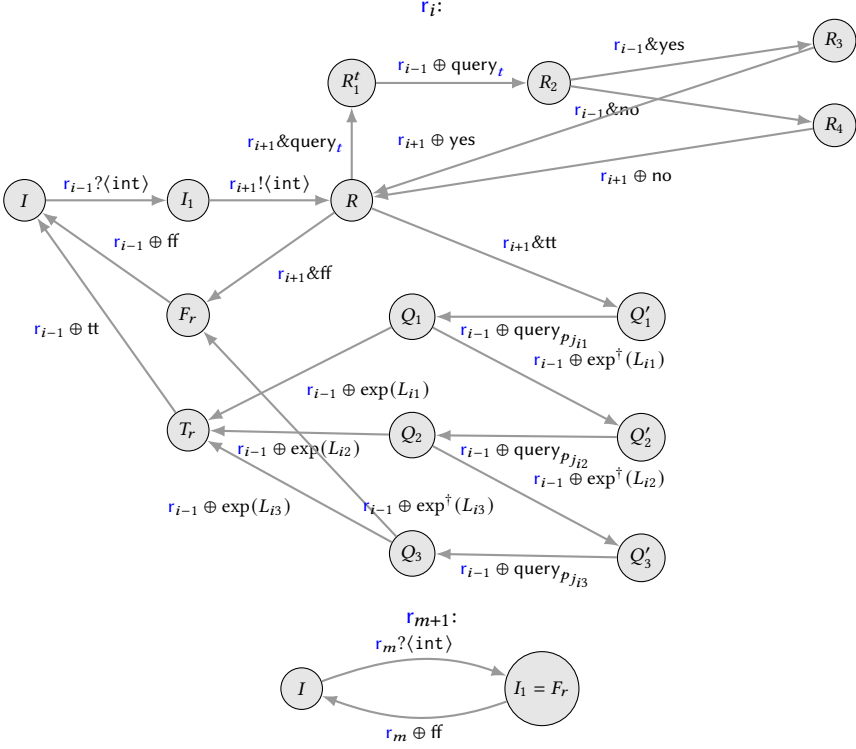 r_i:
R_3
r_{i−1}&yes
r_{i−1} ⊕ query_t
R_1^t
R_2
r_{i−1}&no
R_4
r_{i+1}&query_t
r_{i+1} ⊕ yes
r_{i+1} ⊕ no
r_{i−1}?⟨int⟩
r_{i+1}!⟨int⟩
I
I_1
R
r_{i−1} ⊕ ff
r_{i+1}&tt
r_{i+1}&ff
F_r
Q_1
Q′_1
r_{i−1} ⊕ tt
r_{i−1} ⊕ query_{p_{j_{i1}}}
r_{i−1} ⊕ exp†(L_{i1})
r_{i−1} ⊕ exp(L_{i1})
T_r
Q_2
Q′_2
r_{i−1} ⊕ exp(L_{i2})
r_{i−1} ⊕ query_{p_{j_{i2}}}
r_{i−1} ⊕ exp†(L_{i2})
r_{i−1} ⊕ exp(L_{i3})
r_{i−1} ⊕ exp†(L_{i3})
Q_3
Q′_3
r_{i−1} ⊕ query_{p_{j_{i3}}}
r_{m+1}:
r_m?⟨int⟩
I
I_1 = F_r
r_m ⊕ ff